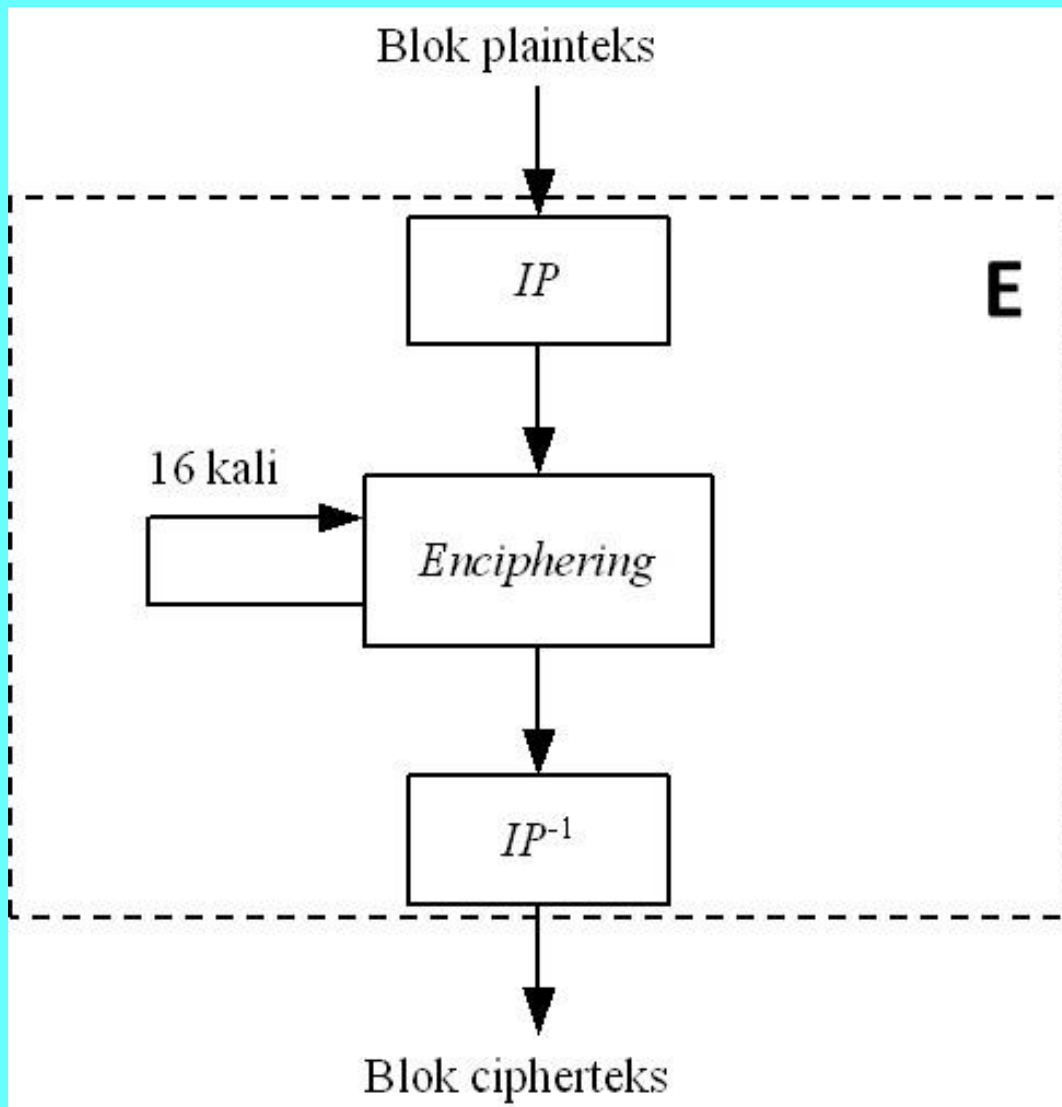 Blok plainteks
IP
E
16 kali
Enciphering
IP⁻¹
Blok cipherteks